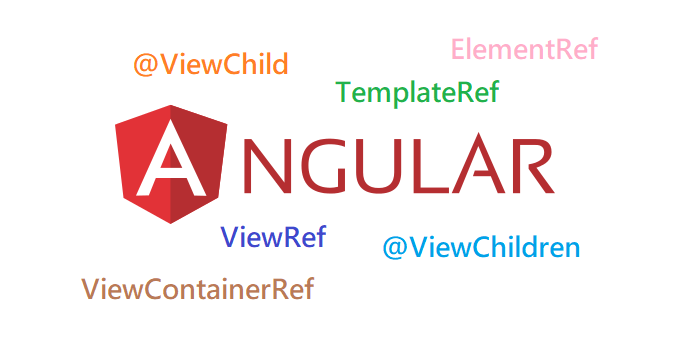 ElementRef
@ViewChild
TemplateRef
ANGULAR
ViewRef
@ViewChildren
ViewContainerRef